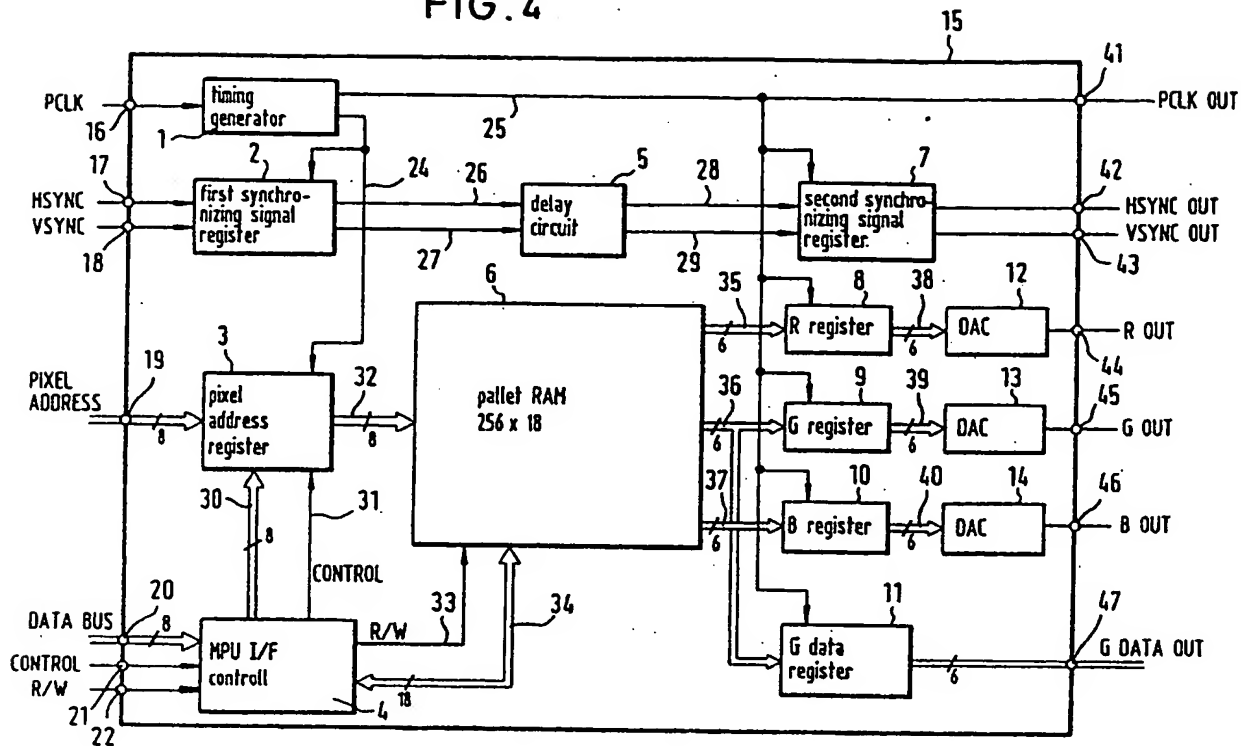 FIG. 4
15
41
PCLK
16
timing
generator
1
25
PCLK OUT
17
2
24
26
5
28
7
42
HSYNC
VSYNC
18
first synchro-
nizing signal
register
27
delay
circuit
29
second synchro
nizing signal
register.
HSYNC OUT
VSYNC OUT
43
6
35
8
38
12
6
R register
6
DAC
R OUT
44
3
PIXEL
ADDRESS
19
8
pixel
address
register
32
8
pallet RAM
256 x 18
36
9
39
13
45
6
G register
6
DAC
G OUT
37
10
40
14
46
6
B register
6
DAC
B OUT
30
8
31
CONTROL
33
34
11
47
DATA BUS
20
8
R/W
MPU I/F
controll
G data
register
6
G DATA OUT
CONTROL
R/W
21
22
4
18